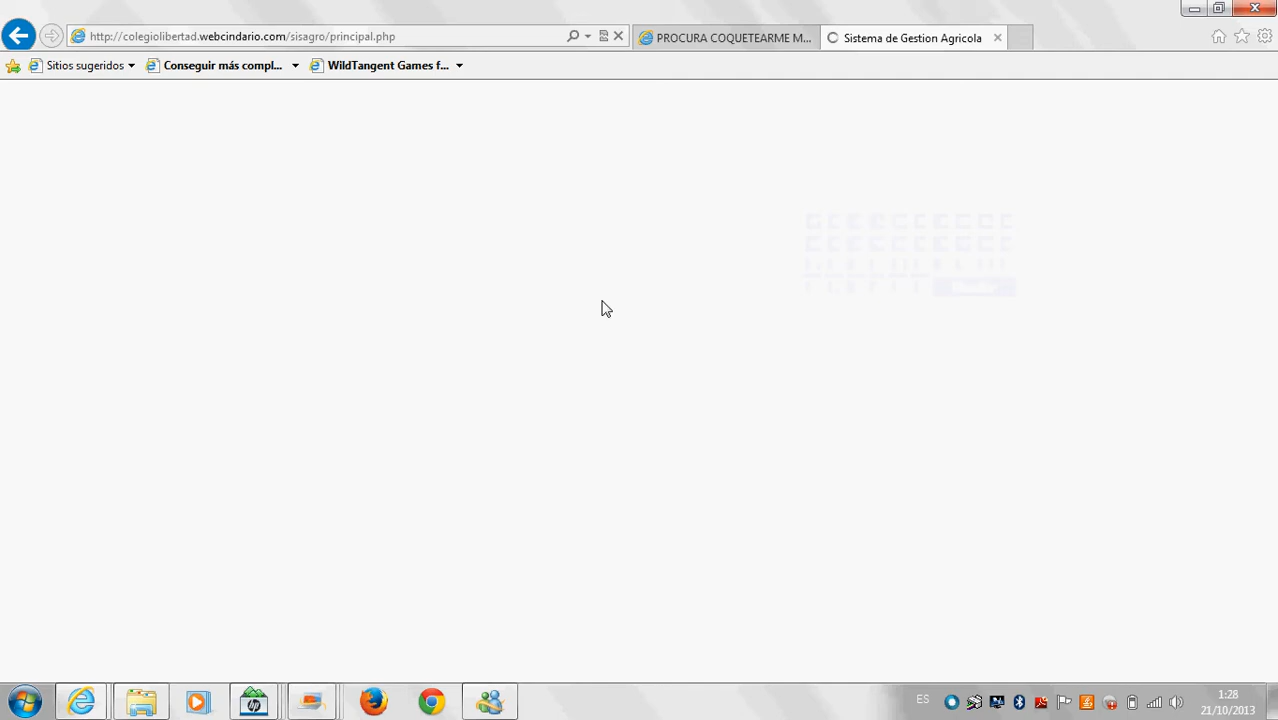 http://colegiolibertad.webcindario.com/sisagro/principal.php
PROCURA COQUETEARME M...
Sistema de Gestion Agricola
Sitios sugeridos
Conseguir más compl...
WildTangent Games f...
ES
1:28
21/10/2013